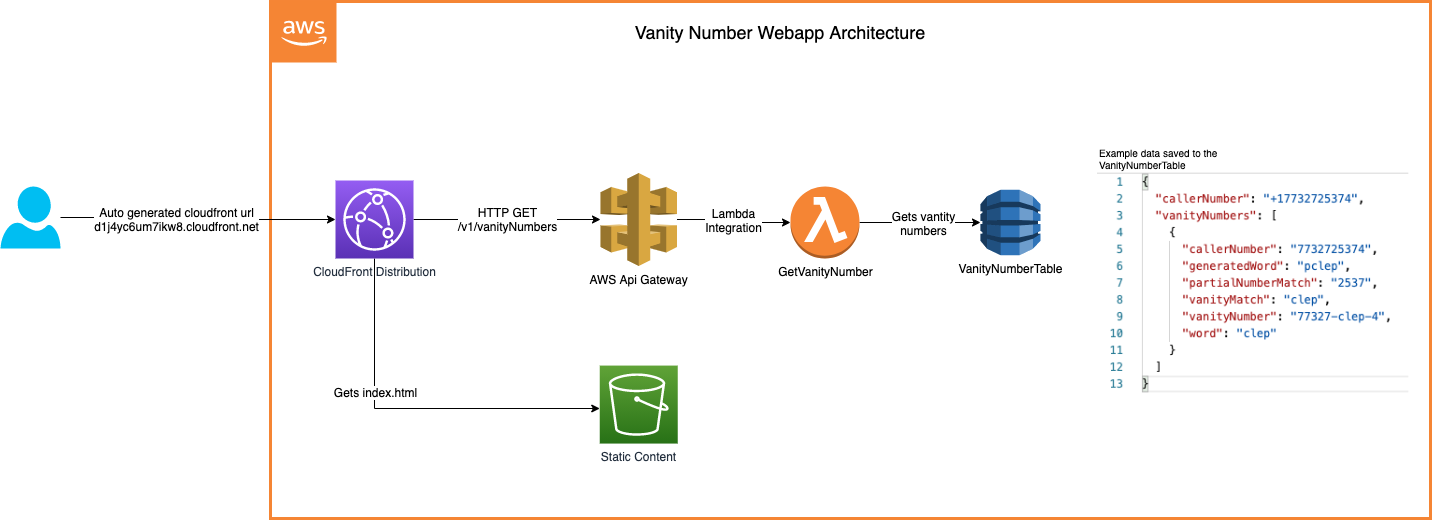 aws
Vanity Number Webapp Architecture
Auto generated cloudfront url
d1j4yc6um7ikw8.cloudfront.net
CloudFront Distribution
HTTP GET
/v1/vanityNumbers
AWS Api Gateway
Lambda
Integration
GetVanityNumber
Gets vantity
numbers
VanityNumberTable
Gets index.html
Static Content
Example data saved to the
VanityNumberTable
1 {
2 "callerNumber": "+17732725374",
3 "vanityNumbers": [
4 {
5 "callerNumber": "7732725374",
6 "generatedWord": "pclep",
7 "partialNumberMatch": "2537",
8 "vanityMatch": "clep",
9 "vanityNumber": "77327-clep-4",
10 "word": "clep"
11 }
12 ]
13 }